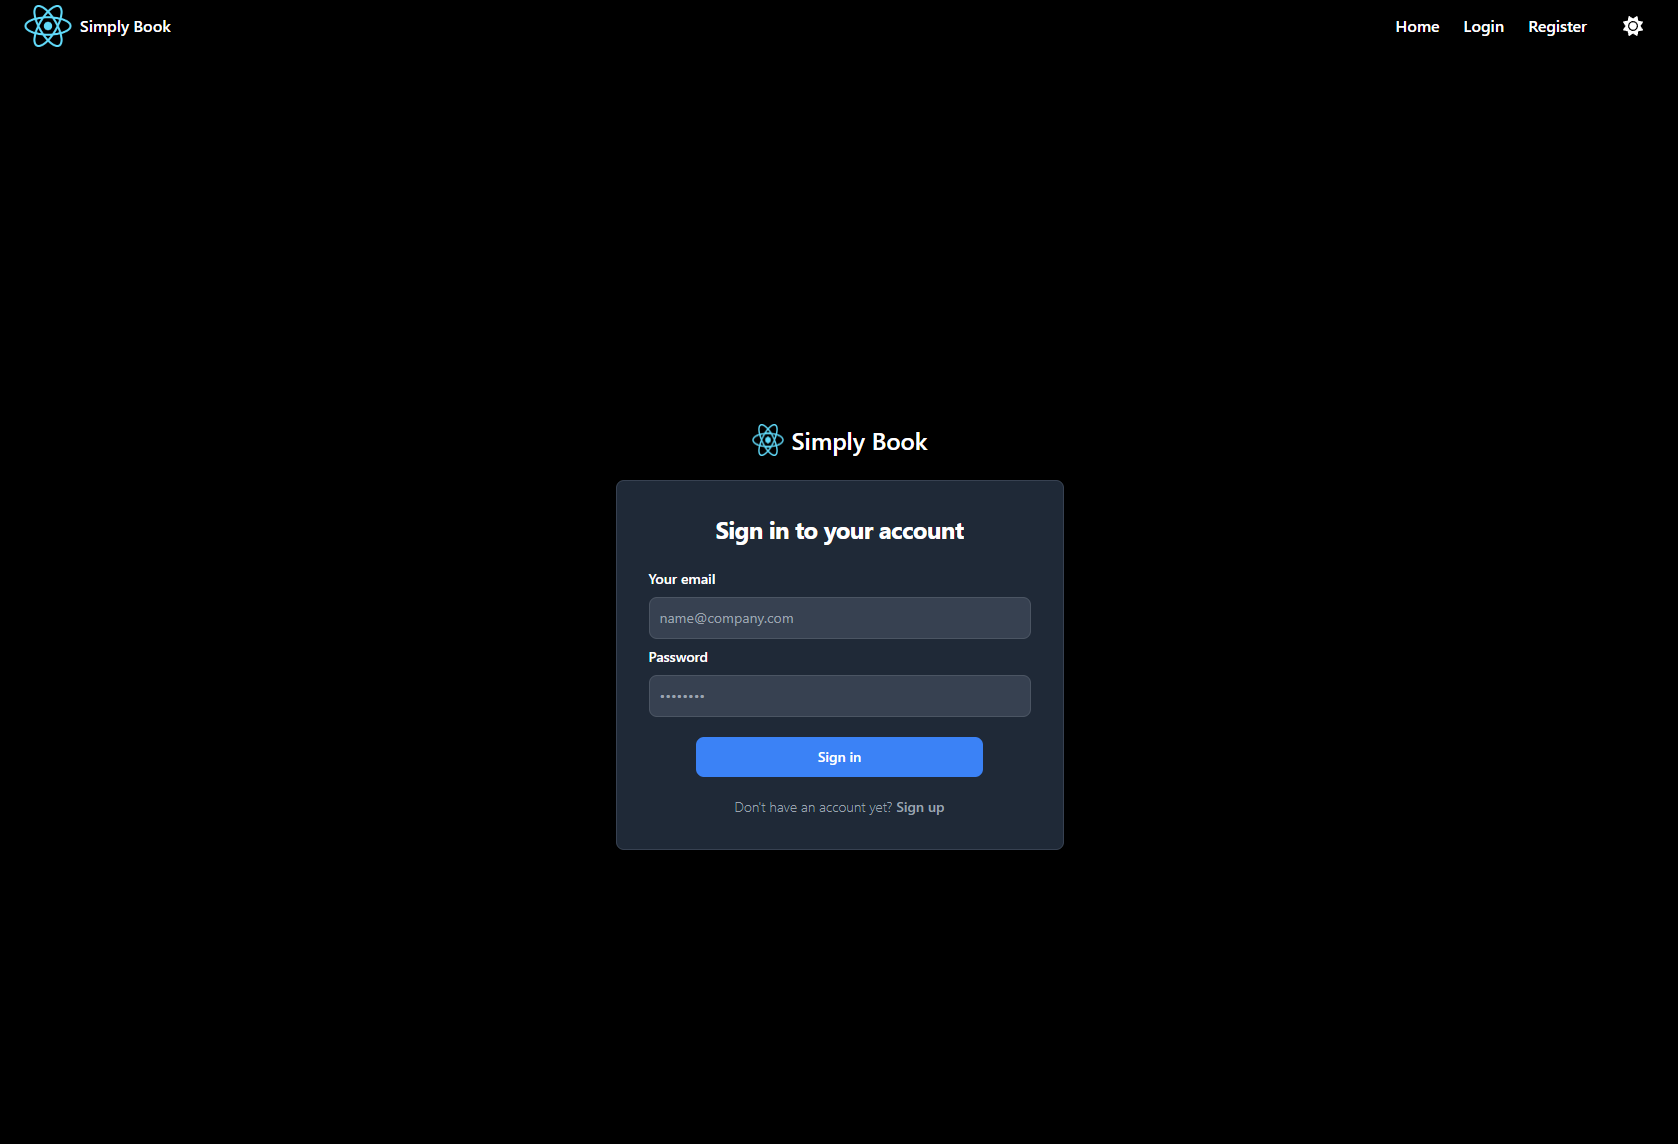 Simply Book
Home Login Register
Simply Book
Sign in to your account
Your email
name@company.com
Password
••••••••
Sign in
Don't have an account yet? Sign up